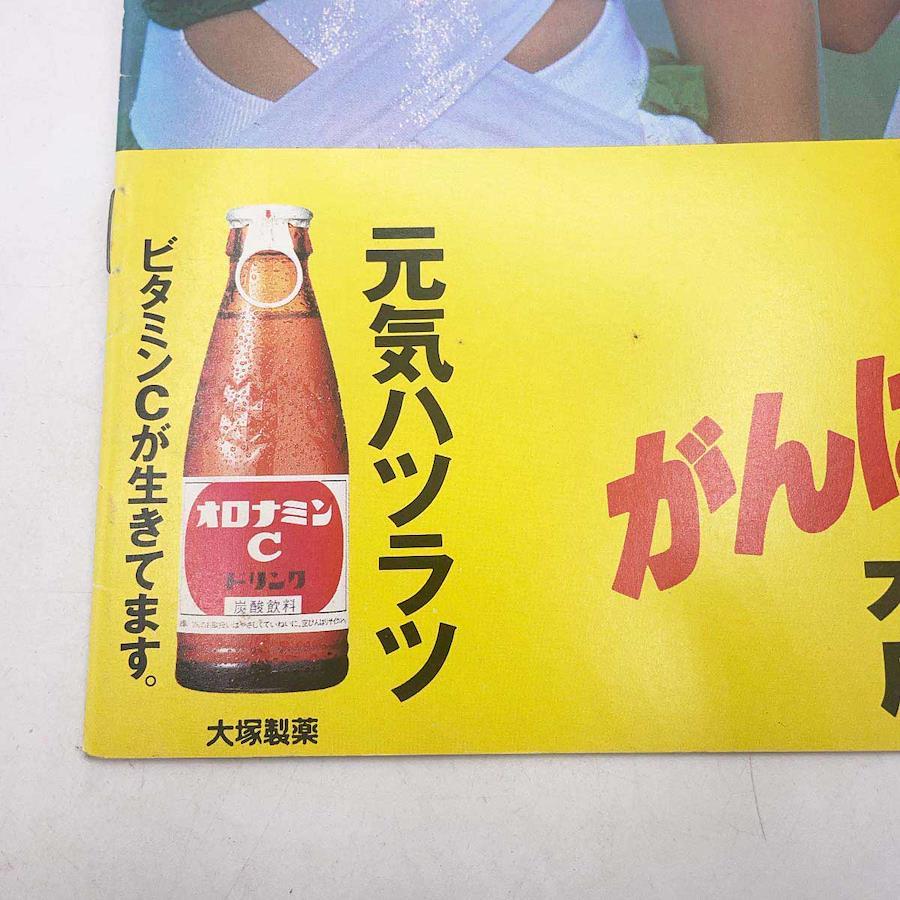 元気ハツラツ
オロナミン
C
ドリンク
炭酸飲料
ビタミンCが生きてます。
大塚製薬
がんば